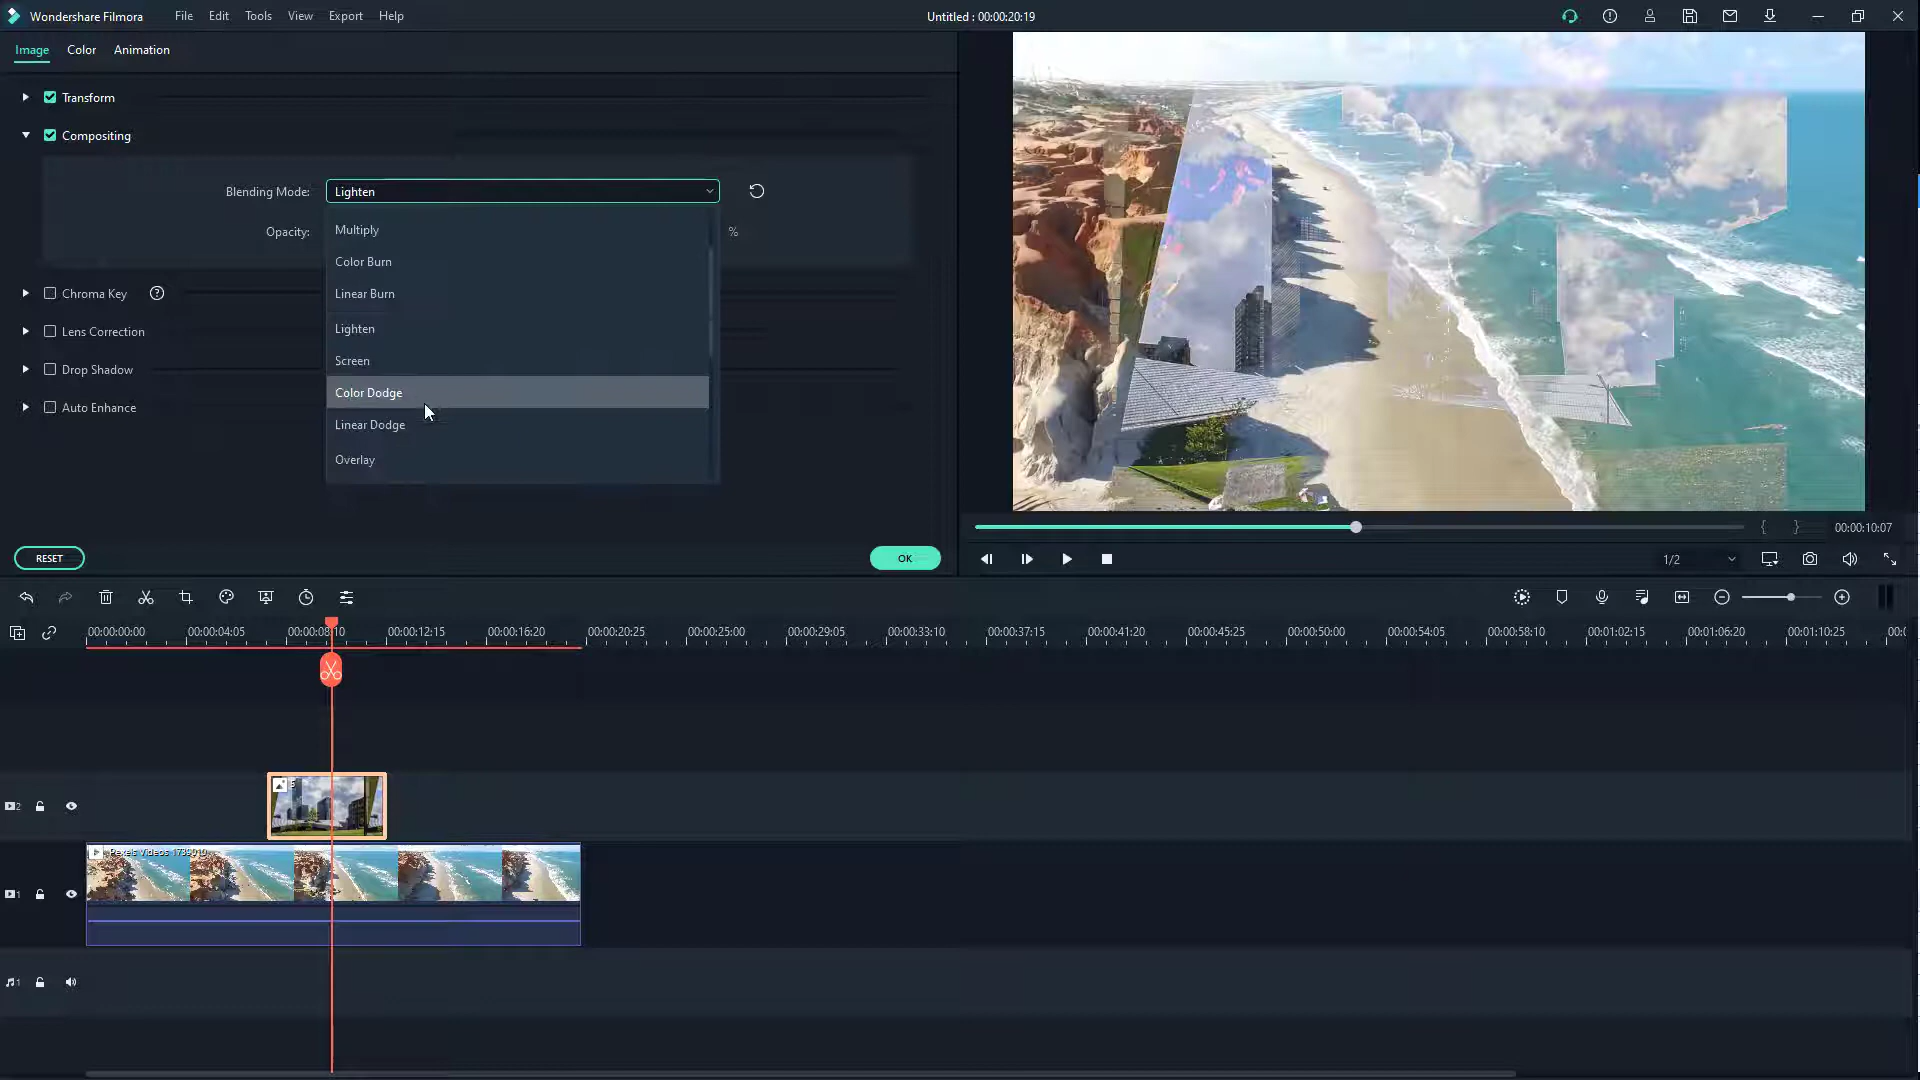 Wondershare Filmora File Edit Tools View Export Help Untitled : 00:00:20:19
Image Color Animation
Transform
Compositing
Blending Mode: Lighten
Opacity: %
Multiply
Color Burn
Linear Burn
Lighten
Screen
Color Dodge
Linear Dodge
Overlay
Chroma Key ?
Lens Correction
Drop Shadow
Auto Enhance
{ } 00:00:10:07
RESET OK
1/2
00:00:00:00 00:00:04:05 00:00:08:10 00:00:12:15 00:00:16:20 00:00:20:25 00:00:25:00 00:00:29:05 00:00:33:10 00:00:37:15 00:00:41:20 00:00:45:25 00:00:50:00 00:00:54:05 00:00:58:10 00:01:02:15 00:01:06:20 00:01:10:25
2
Pexels Videos
1
1